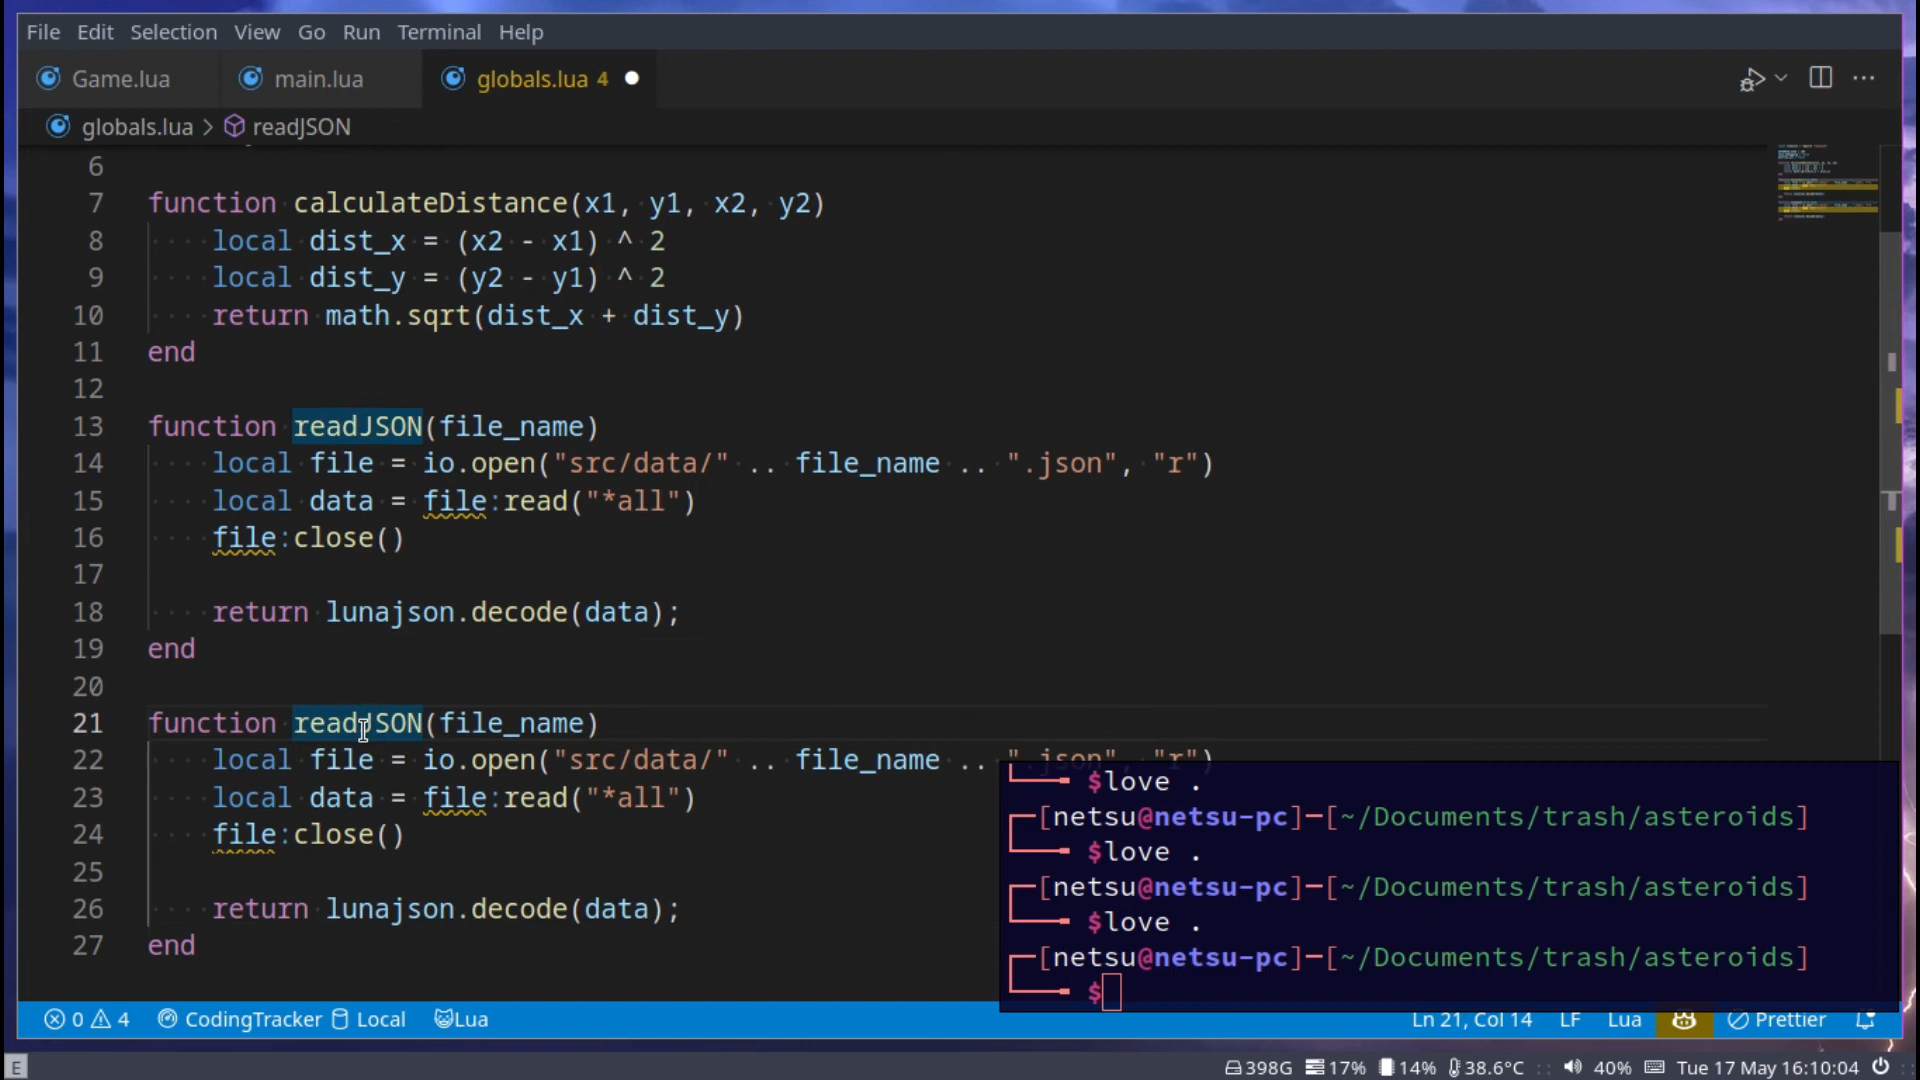 File Edit Selection View Go Run Terminal Help
Game.lua main.lua globals.lua 4
globals.lua > readJSON
6
7 function calculateDistance(x1, y1, x2, y2)
8 local dist_x = (x2 - x1) ^ 2
9 local dist_y = (y2 - y1) ^ 2
10 return math.sqrt(dist_x + dist_y)
11 end
12
13 function readJSON(file_name)
14 local file = io.open("src/data/" .. file_name .. ".json", "r")
15 local data = file:read("*all")
16 file:close()
17
18 return lunajson.decode(data);
19 end
20
21 function readJSON(file_name)
22 local file = io.open("src/data/" .. file_name .. ".json", "r")
23 local data = file:read("*all")
24 file:close()
25
26 return lunajson.decode(data);
27 end
$love .
[netsu@netsu-pc]-[~/Documents/trash/asteroids]
$love .
[netsu@netsu-pc]-[~/Documents/trash/asteroids]
$love .
[netsu@netsu-pc]-[~/Documents/trash/asteroids]
$
0 4 CodingTracker Local Lua Ln 21, Col 14 LF Lua Prettier
E 398G 17% 14% 38.6°C :: 40% Tue 17 May 16:10:04